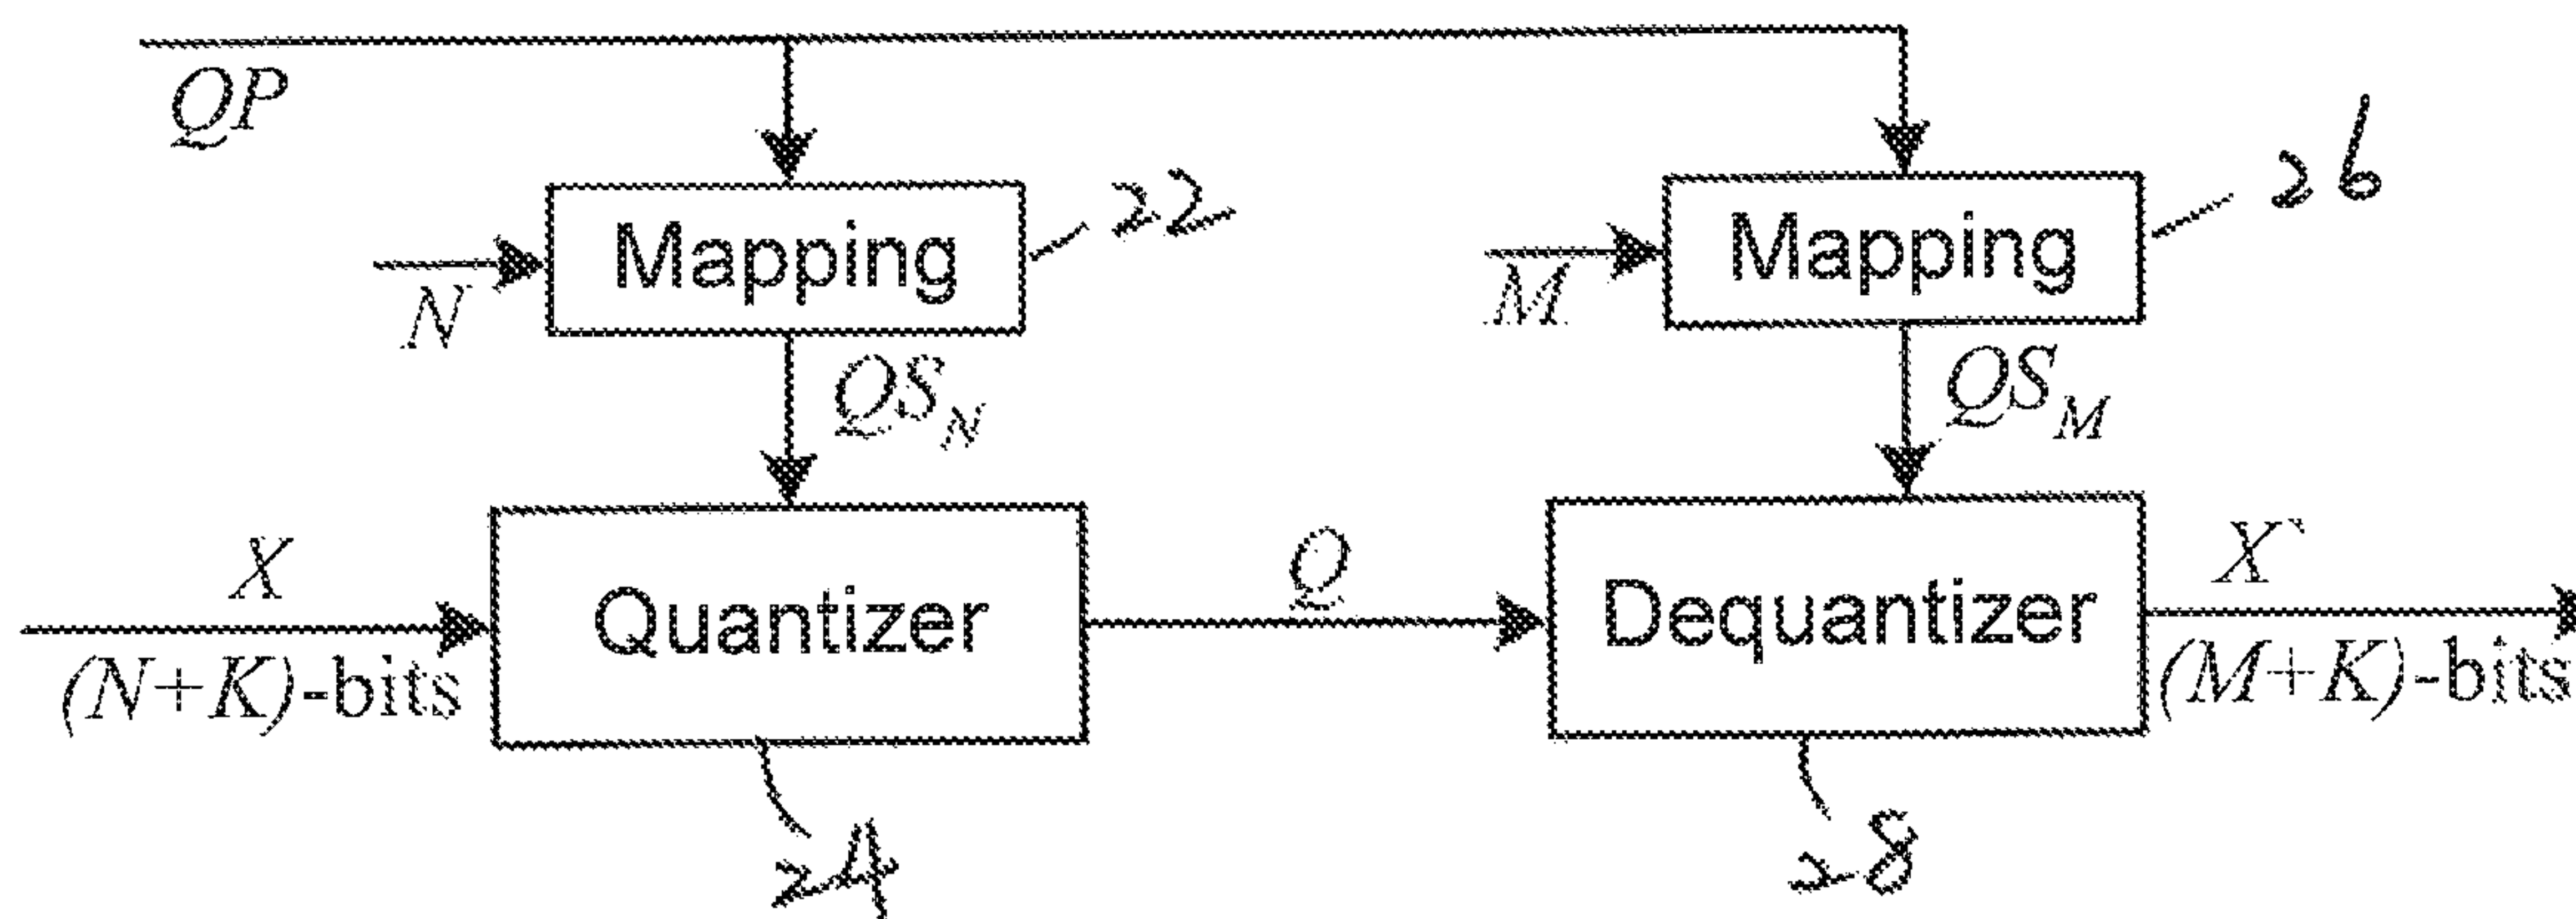 QP
Mapping
22
Mapping
26
N
M
QS_N
QS_M
X
(N+K)-bits
Quantizer
24
Q
Dequantizer
28
X`
(M+K)-bits